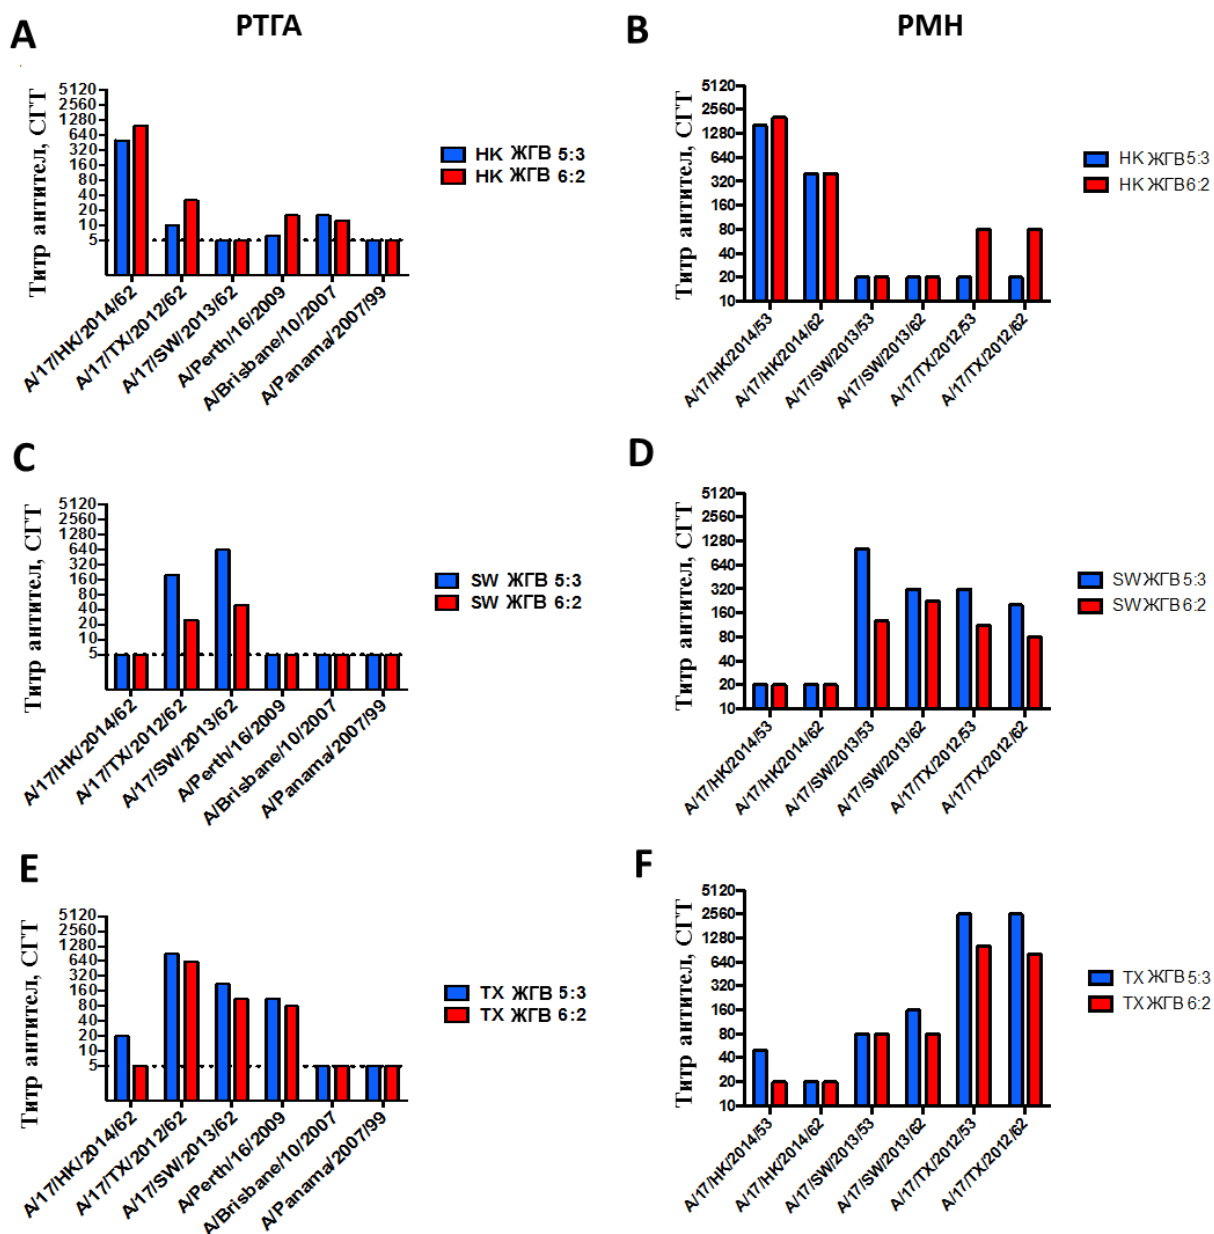 A
РТГА
Титр антител, СГТ
5120
2560
1280
640
320
160
80
40
20
10
5
A/17/HK/2014/62
A/17/TX/2012/62
A/17/SW/2013/62
A/Perth/16/2009
A/Brisbane/10/2007
A/Panama/2007/99
НК ЖГВ 5:3
НК ЖГВ 6:2
B
РМН
Титр антител, СГТ
5120
2560
1280
640
320
160
80
40
20
10
A/17/HK/2014/53
A/17/HK/2014/62
A/17/SW/2013/53
A/17/SW/2013/62
A/17/TX/2012/53
A/17/TX/2012/62
НК ЖГВ 5:3
НК ЖГВ 6:2
C
Титр антител, СГТ
5120
2560
1280
640
320
160
80
40
20
10
5
A/17/HK/2014/62
A/17/TX/2012/62
A/17/SW/2013/62
A/Perth/16/2009
A/Brisbane/10/2007
A/Panama/2007/99
SW ЖГВ 5:3
SW ЖГВ 6:2
D
Титр антител, СГТ
5120
2560
1280
640
320
160
80
40
20
10
A/17/HK/2014/53
A/17/HK/2014/62
A/17/SW/2013/53
A/17/SW/2013/62
A/17/TX/2012/53
A/17/TX/2012/62
SW ЖГВ 5:3
SW ЖГВ 6:2
E
Титр антител, СГТ
5120
2560
1280
640
320
160
80
40
20
10
5
A/17/HK/2014/62
A/17/TX/2012/62
A/17/SW/2013/62
A/Perth/16/2009
A/Brisbane/10/2007
A/Panama/2007/99
TX ЖГВ 5:3
TX ЖГВ 6:2
F
Титр антител, СГТ
5120
2560
1280
640
320
160
80
40
20
10
A/17/HK/2014/53
A/17/HK/2014/62
A/17/SW/2013/53
A/17/SW/2013/62
A/17/TX/2012/53
A/17/TX/2012/62
TX ЖГВ 5:3
TX ЖГВ 6:2